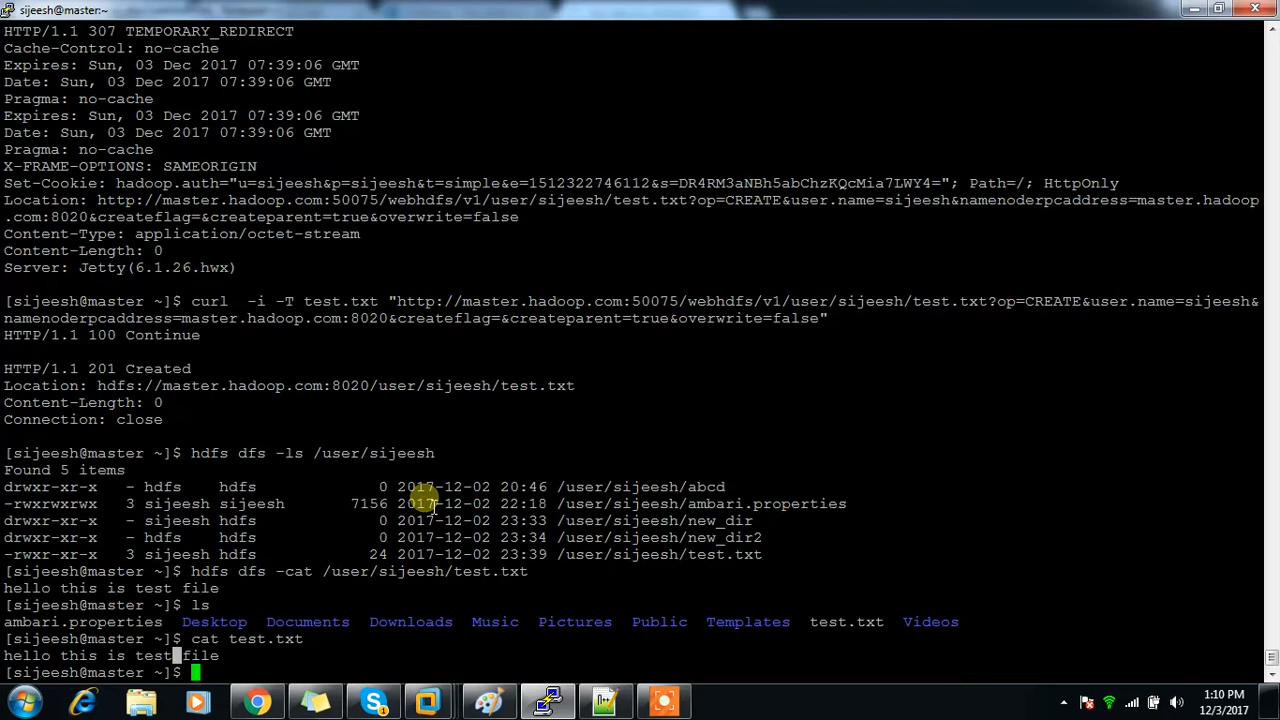 sijeesh@master:~
HTTP/1.1 307 TEMPORARY_REDIRECT
Cache-Control: no-cache
Expires: Sun, 03 Dec 2017 07:39:06 GMT
Date: Sun, 03 Dec 2017 07:39:06 GMT
Pragma: no-cache
Expires: Sun, 03 Dec 2017 07:39:06 GMT
Date: Sun, 03 Dec 2017 07:39:06 GMT
Pragma: no-cache
X-FRAME-OPTIONS: SAMEORIGIN
Set-Cookie: hadoop.auth="u=sijeesh&p=sijeesh&t=simple&e=1512322746112&s=DR4RM3aNBh5abChzKQcMia7LWY4="; Path=/; HttpOnly
Location: http://master.hadoop.com:50075/webhdfs/v1/user/sijeesh/test.txt?op=CREATE&user.name=sijeesh&namenoderpcaddress=master.hadoop
.com:8020&createflag=&createparent=true&overwrite=false
Content-Type: application/octet-stream
Content-Length: 0
Server: Jetty(6.1.26.hwx)
[sijeesh@master ~]$ curl  -i -T test.txt "http://master.hadoop.com:50075/webhdfs/v1/user/sijeesh/test.txt?op=CREATE&user.name=sijeesh&
namenoderpcaddress=master.hadoop.com:8020&createflag=&createparent=true&overwrite=false"
HTTP/1.1 100 Continue
HTTP/1.1 201 Created
Location: hdfs://master.hadoop.com:8020/user/sijeesh/test.txt
Content-Length: 0
Connection: close
[sijeesh@master ~]$ hdfs dfs -ls /user/sijeesh
Found 5 items
drwxr-xr-x   - hdfs    hdfs             0 2017-12-02 20:46 /user/sijeesh/abcd
-rwxrwxrwx   3 sijeesh sijeesh       7156 2017-12-02 22:18 /user/sijeesh/ambari.properties
drwxr-xr-x   - sijeesh hdfs             0 2017-12-02 23:33 /user/sijeesh/new_dir
drwxr-xr-x   - hdfs    hdfs             0 2017-12-02 23:34 /user/sijeesh/new_dir2
-rwxr-xr-x   3 sijeesh hdfs            24 2017-12-02 23:39 /user/sijeesh/test.txt
[sijeesh@master ~]$ hdfs dfs -cat /user/sijeesh/test.txt
hello this is test file
[sijeesh@master ~]$ ls
ambari.properties  Desktop  Documents  Downloads  Music  Pictures  Public  Templates  test.txt  Videos
[sijeesh@master ~]$ cat test.txt
hello this is test file
[sijeesh@master ~]$
1:10 PM
12/3/2017